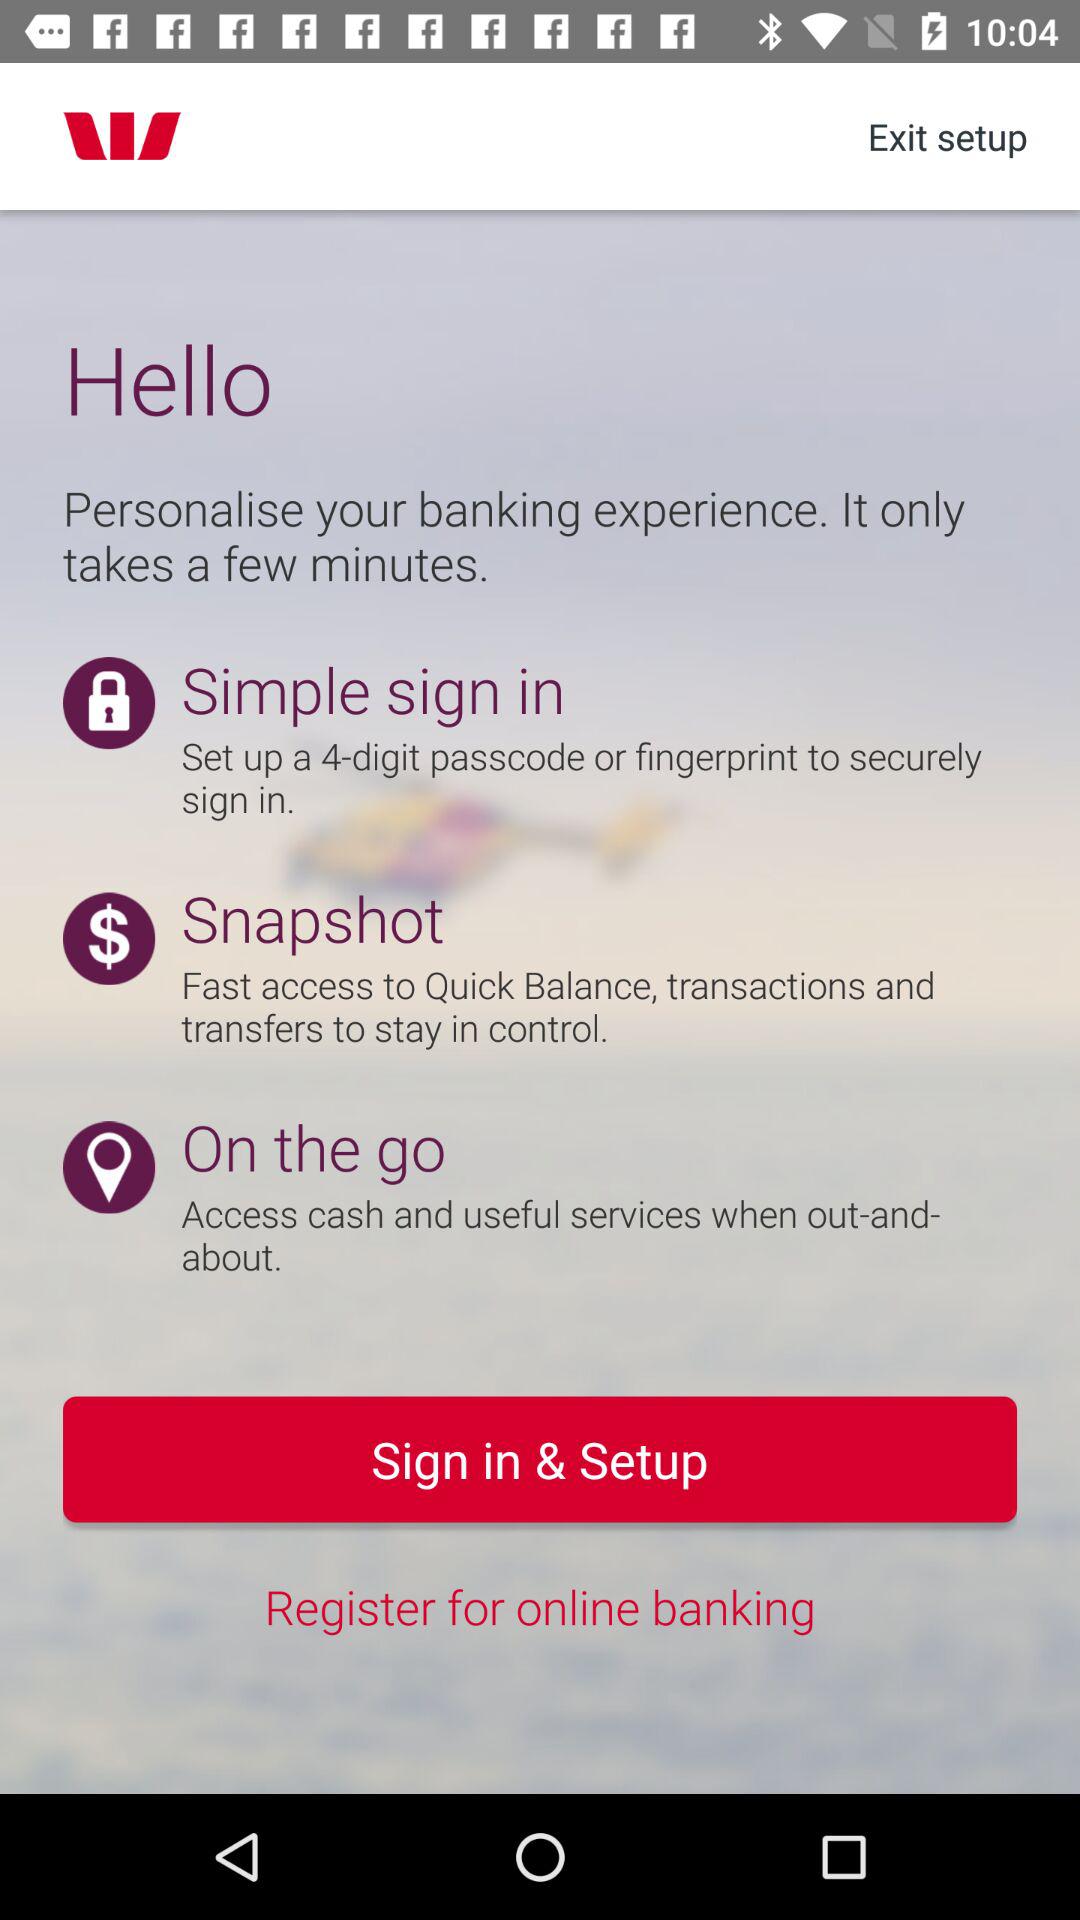 10:04
Exit setup
Hello
Personalise your banking experience. It only
takes a few minutes.
Simple sign in
Set up a 4-digit passcode or fingerprint to securely
sign in.
$
Snapshot
Fast access to Quick Balance, transactions and
transfers to stay in control.
On the go
Access cash and useful services when out-and-
about.
Sign in & Setup
Register for online banking